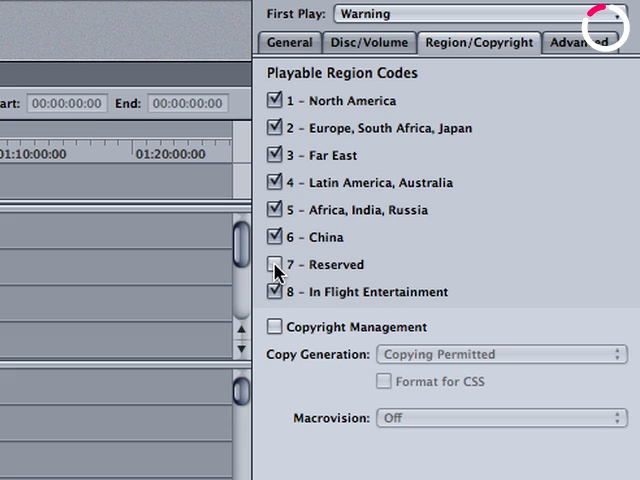 First Play: Warning
General Disc/Volume Region/Copyright Advanced
Playable Region Codes
1 - North America
2 - Europe, South Africa, Japan
3 - Far East
4 - Latin America, Australia
5 - Africa, India, Russia
6 - China
7 - Reserved
8 - In Flight Entertainment
Copyright Management
Copy Generation: Copying Permitted
Format for CSS
Macrovision: Off
art: 00:00:00:00 End: 00:00:00:00
01:10:00:00 01:20:00:00